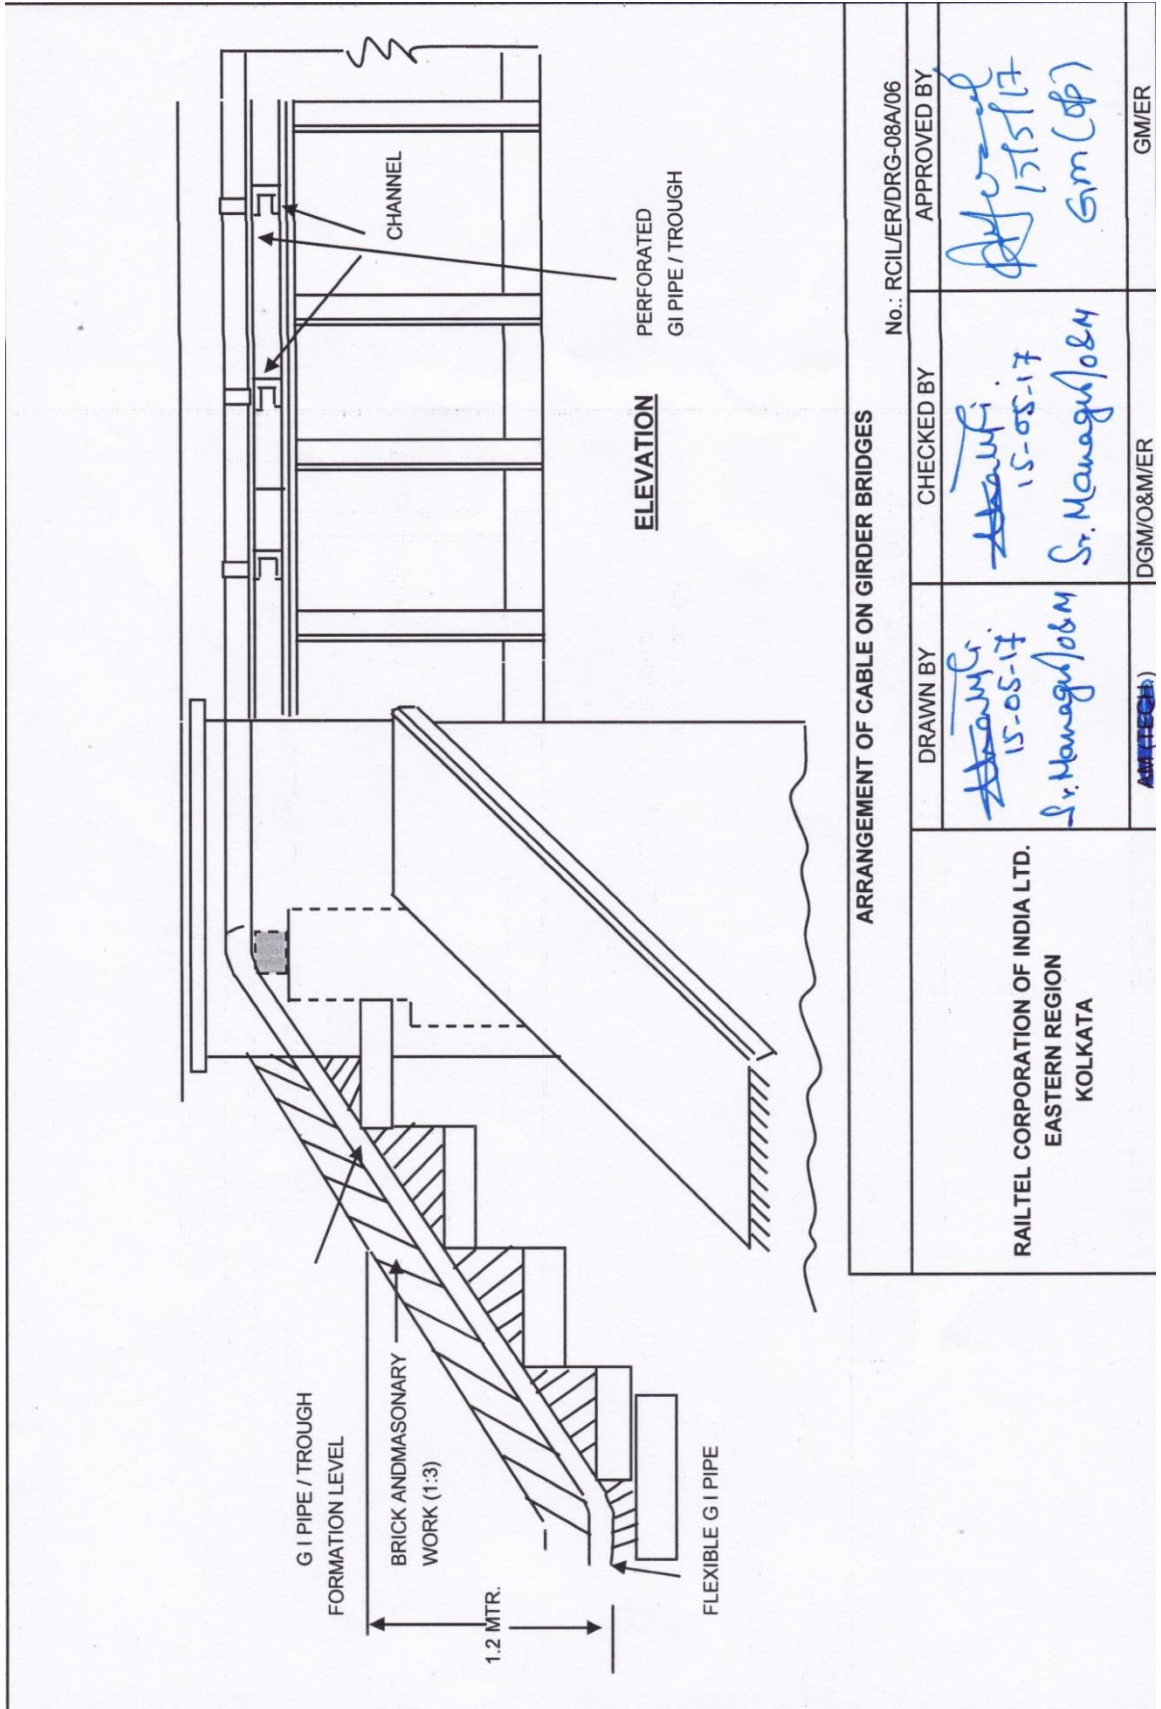 G I PIPE / TROUGH
FORMATION LEVEL
BRICK ANDMASONARY
WORK (1:3)
1.2 MTR.
FLEXIBLE G I PIPE
CHANNEL
PERFORATED
GI PIPE / TROUGH
ELEVATION
ARRANGEMENT OF CABLE ON GIRDER BRIDGES
No.: RCIL/ER/DRG-08A/06
RAILTEL CORPORATION OF INDIA LTD.
EASTERN REGION
KOLKATA
DRAWN BY
15-05-17
Sr. Manager/O&M
AM (TECH.)
CHECKED BY
15-05-17
Sr. Manager/O&M
DGM/O&M/ER
APPROVED BY
15/5/17
GM (OP)
GM/ER